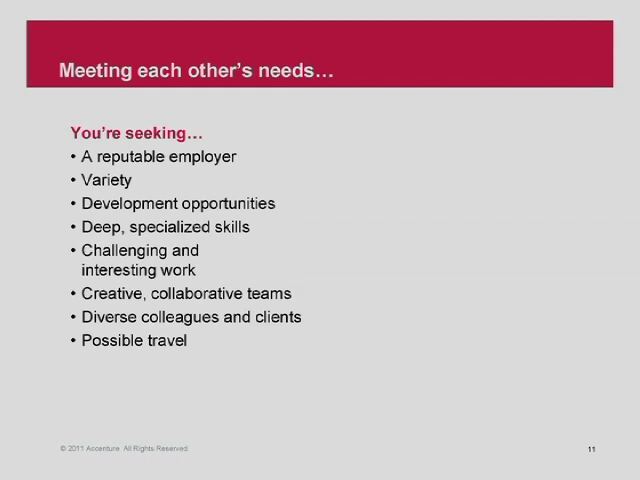 Meeting each other's needs…
You're seeking…
• A reputable employer
• Variety
• Development opportunities
• Deep, specialized skills
• Challenging and
interesting work
• Creative, collaborative teams
• Diverse colleagues and clients
• Possible travel
© 2011 Accenture All Rights Reserved.
11